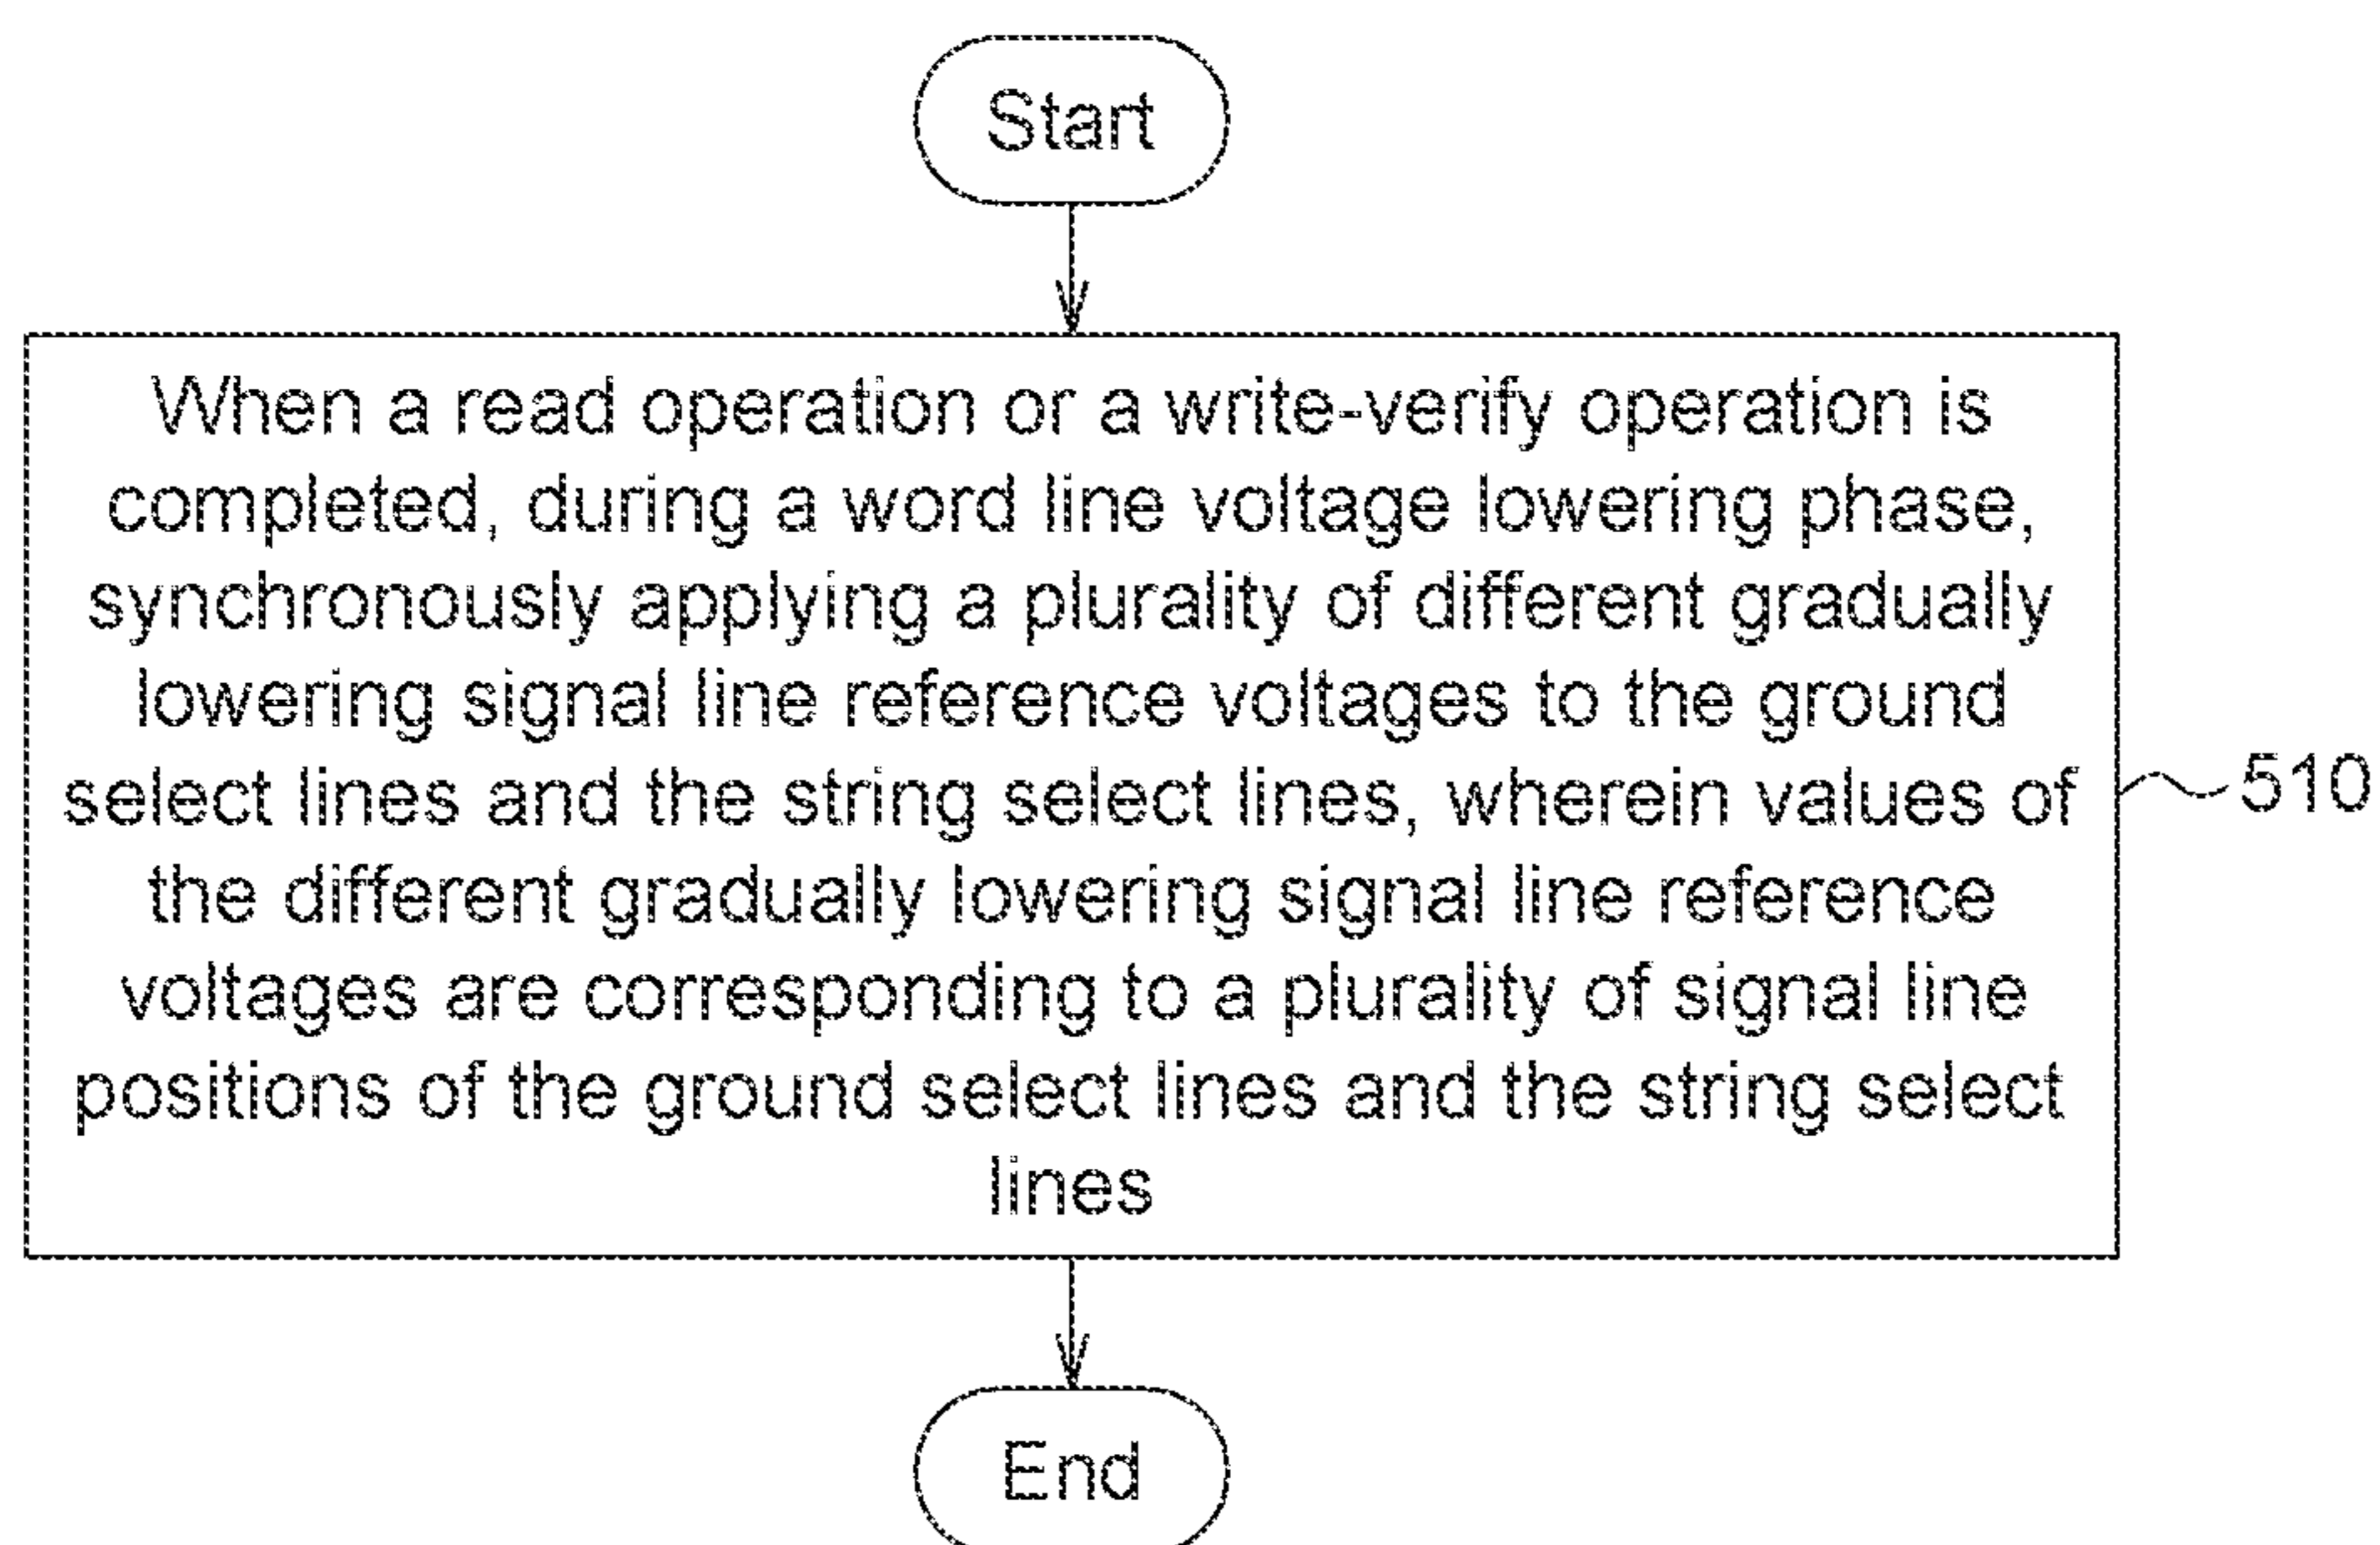 Start
When a read operation or a write-verify operation is
completed, during a word line voltage lowering phase,
synchronously applying a plurality of different gradually
lowering signal line reference voltages to the ground
select lines and the string select lines, wherein values of
the different gradually lowering signal line reference
voltages are corresponding to a plurality of signal line
positions of the ground select lines and the string select
lines
510
End